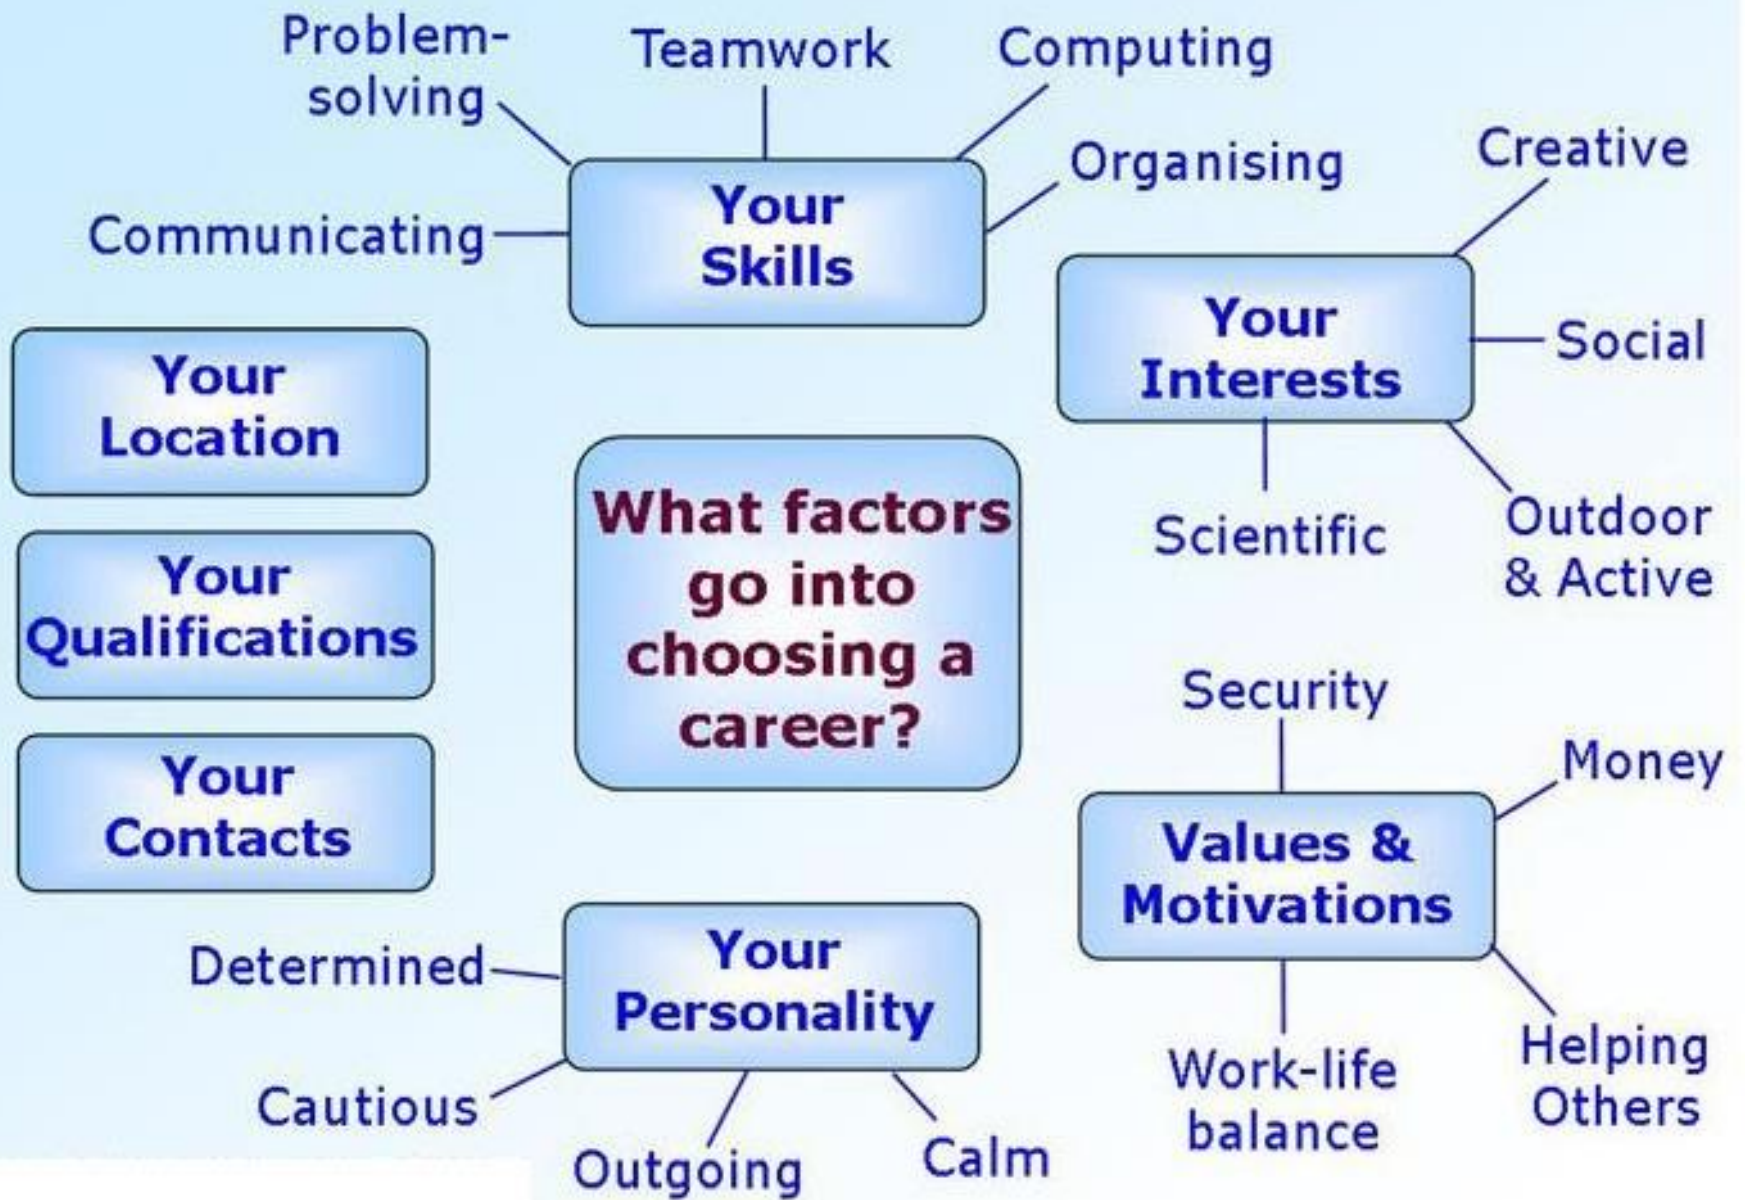 Problem-
solving
Teamwork
Computing
Organising
Communicating
Your
Skills
Creative
Social
Your
Interests
Scientific
Outdoor
& Active
Your
Location
Your
Qualifications
Your
Contacts
What factors
go into
choosing a
career?
Security
Money
Values &
Motivations
Work-life
balance
Helping
Others
Determined
Your
Personality
Cautious
Outgoing
Calm